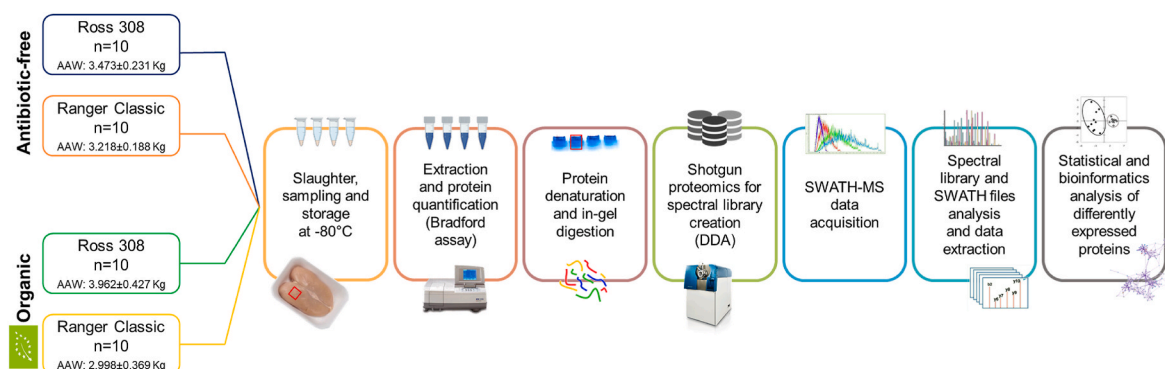 Antibiotic-free
Ross 308
n=10
AAW: 3.473±0.231 Kg
Ranger Classic
n=10
AAW: 3.218±0.188 Kg
Organic
Ross 308
n=10
AAW: 3.962±0.427 Kg
Ranger Classic
n=10
AAW: 2.998±0.369 Kg
Slaughter,
sampling and
storage
at -80°C
Extraction
and protein
quantification
(Bradford
assay)
Protein
denaturation
and in-gel
digestion
Shotgun
proteomics for
spectral library
creation
(DDA)
SWATH-MS
data
acquisition
Spectral
library and
SWATH files
analysis
and data
extraction
Statistical and
bioinformatics
analysis of
differently
expressed
proteins